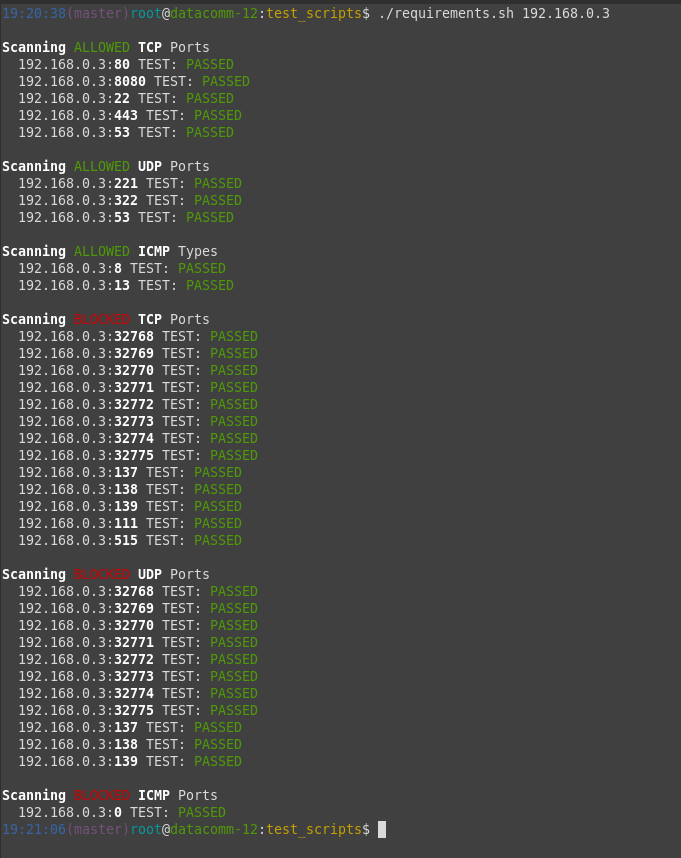 19:20:38(master)root@datacomm-12:test_scripts$ ./requirements.sh 192.168.0.3
Scanning ALLOWED TCP Ports
192.168.0.3:80 TEST: PASSED
192.168.0.3:8080 TEST: PASSED
192.168.0.3:22 TEST: PASSED
192.168.0.3:443 TEST: PASSED
192.168.0.3:53 TEST: PASSED
Scanning ALLOWED UDP Ports
192.168.0.3:221 TEST: PASSED
192.168.0.3:322 TEST: PASSED
192.168.0.3:53 TEST: PASSED
Scanning ALLOWED ICMP Types
192.168.0.3:8 TEST: PASSED
192.168.0.3:13 TEST: PASSED
Scanning BLOCKED TCP Ports
192.168.0.3:32768 TEST: PASSED
192.168.0.3:32769 TEST: PASSED
192.168.0.3:32770 TEST: PASSED
192.168.0.3:32771 TEST: PASSED
192.168.0.3:32772 TEST: PASSED
192.168.0.3:32773 TEST: PASSED
192.168.0.3:32774 TEST: PASSED
192.168.0.3:32775 TEST: PASSED
192.168.0.3:137 TEST: PASSED
192.168.0.3:138 TEST: PASSED
192.168.0.3:139 TEST: PASSED
192.168.0.3:111 TEST: PASSED
192.168.0.3:515 TEST: PASSED
Scanning BLOCKED UDP Ports
192.168.0.3:32768 TEST: PASSED
192.168.0.3:32769 TEST: PASSED
192.168.0.3:32770 TEST: PASSED
192.168.0.3:32771 TEST: PASSED
192.168.0.3:32772 TEST: PASSED
192.168.0.3:32773 TEST: PASSED
192.168.0.3:32774 TEST: PASSED
192.168.0.3:32775 TEST: PASSED
192.168.0.3:137 TEST: PASSED
192.168.0.3:138 TEST: PASSED
192.168.0.3:139 TEST: PASSED
Scanning BLOCKED ICMP Ports
192.168.0.3:0 TEST: PASSED
19:21:06(master)root@datacomm-12:test_scripts$